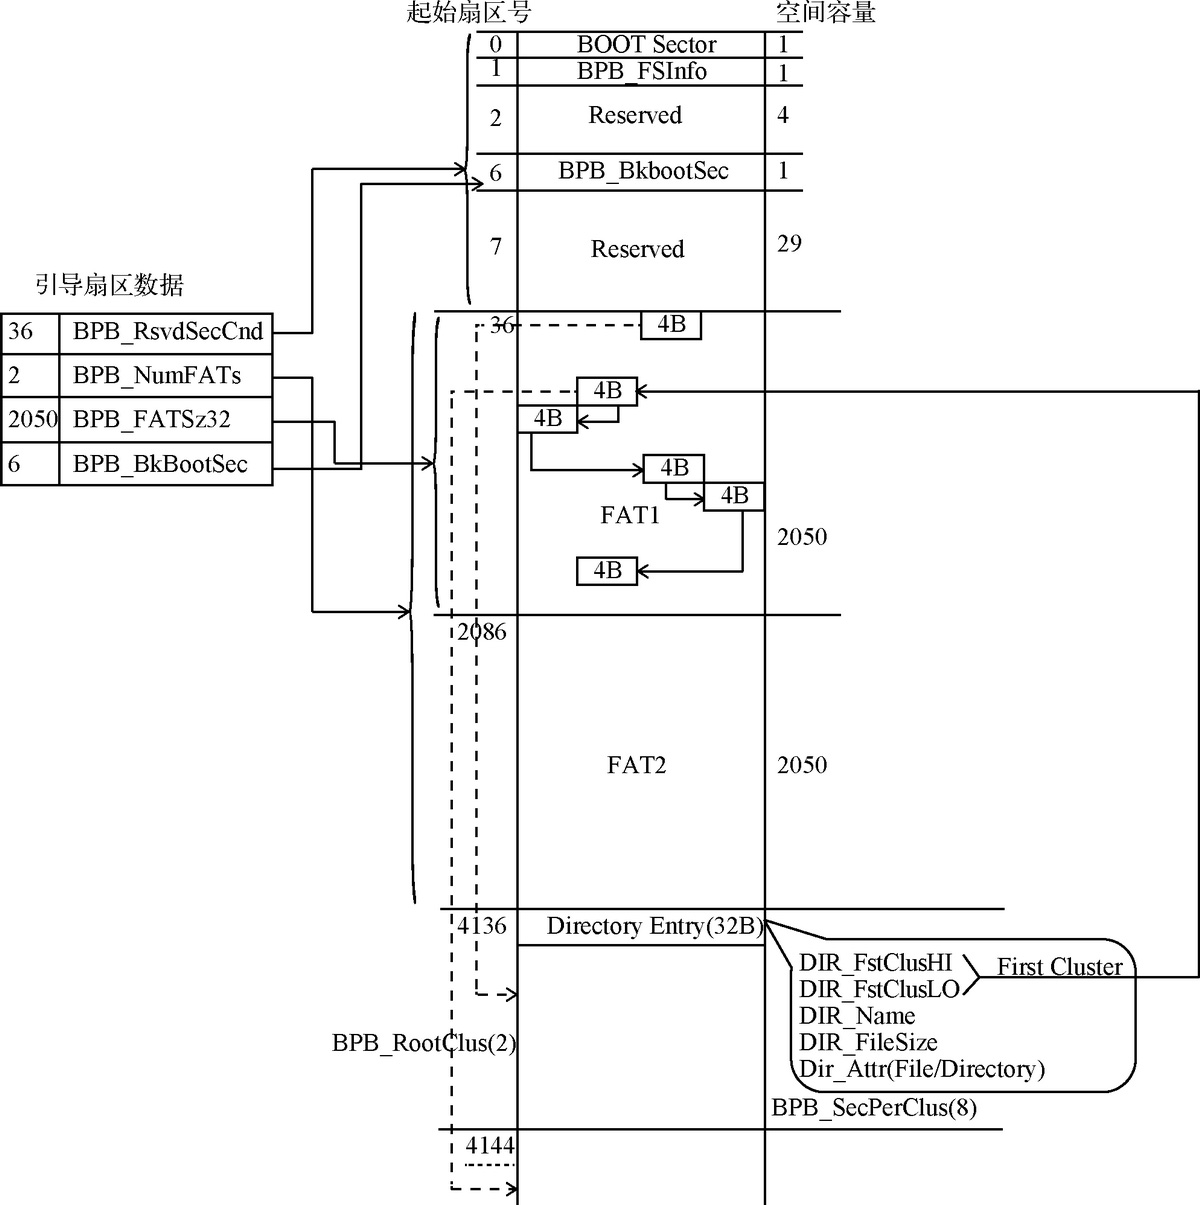 起始扇区号 空间容量
0 BOOT Sector 1
1 BPB_FSInfo 1
2 Reserved 4
6 BPB_BkbootSec 1
7 Reserved 29
引导扇区数据
36 BPB_RsvdSecCnd
2 BPB_NumFATs
2050 BPB_FATSz32
6 BPB_BkBootSec
36 4B
4B
4B
4B
4B
FAT1 2050
4B
2086
FAT2 2050
4136 Directory Entry(32B)
DIR_FstClusHI
First Cluster
DIR_FstClusLO
DIR_Name
DIR_FileSize
Dir_Attr(File/Directory)
BPB_RootClus(2)
BPB_SecPerClus(8)
4144